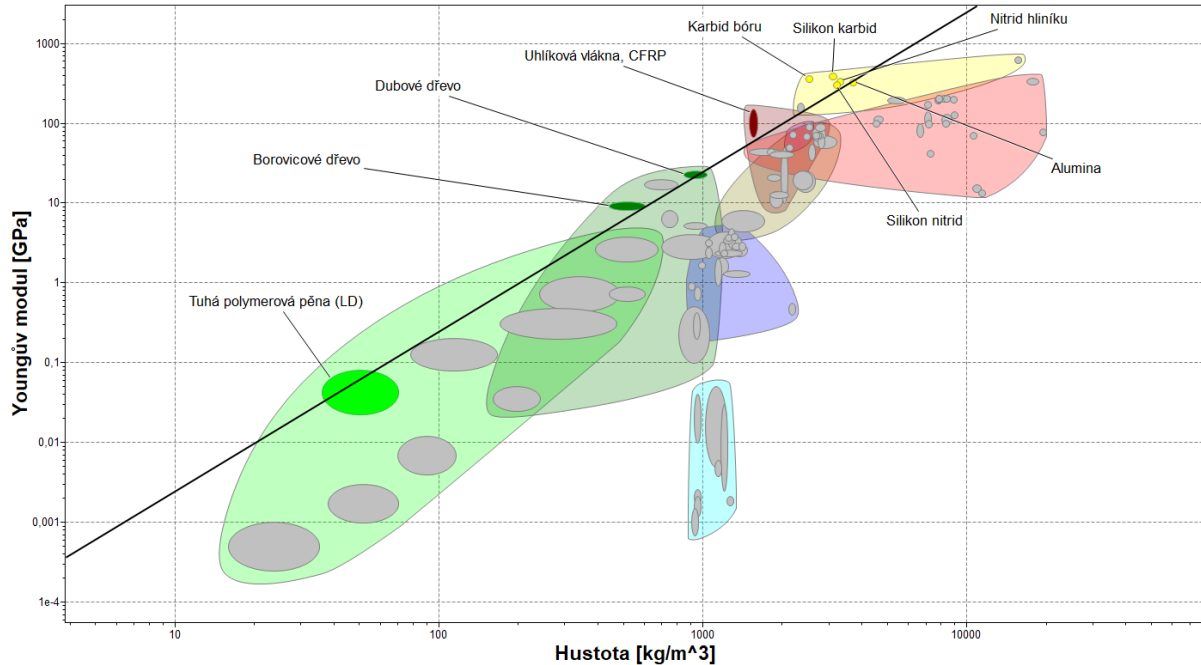 Nitrid hliníku
Karbid bóru
Silikon karbid
Uhlíková vlákna, CFRP
Dubové dřevo
Borovicové dřevo
Alumina
Silikon nitrid
Tuhá polymerová pěna (LD)
Youngův modul [GPa]
1000
100
10
1
0,1
0,01
0,001
1e-4
10
100
1000
10000
Hustota [kg/m^3]